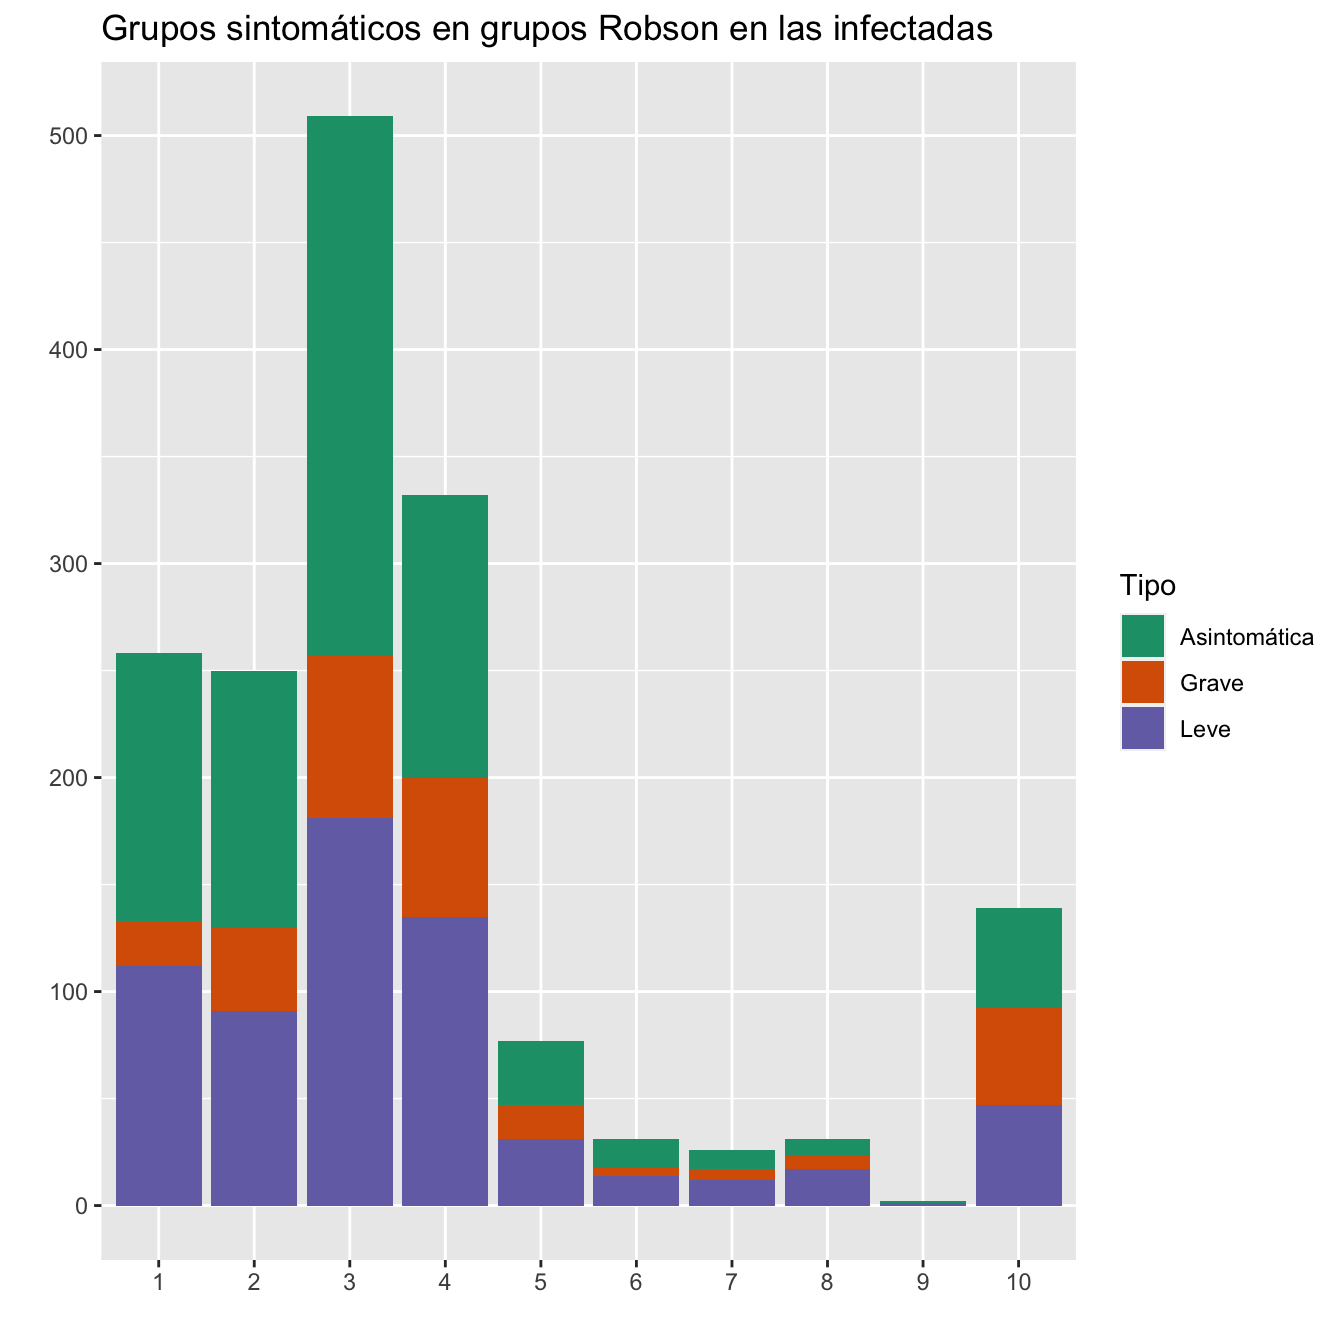 Grupos sintomáticos en grupos Robson en las infectadas
500
400
300
200
100
0
1 2 3 4 5 6 7 8 9 10
Tipo
Asintomática
Grave
Leve